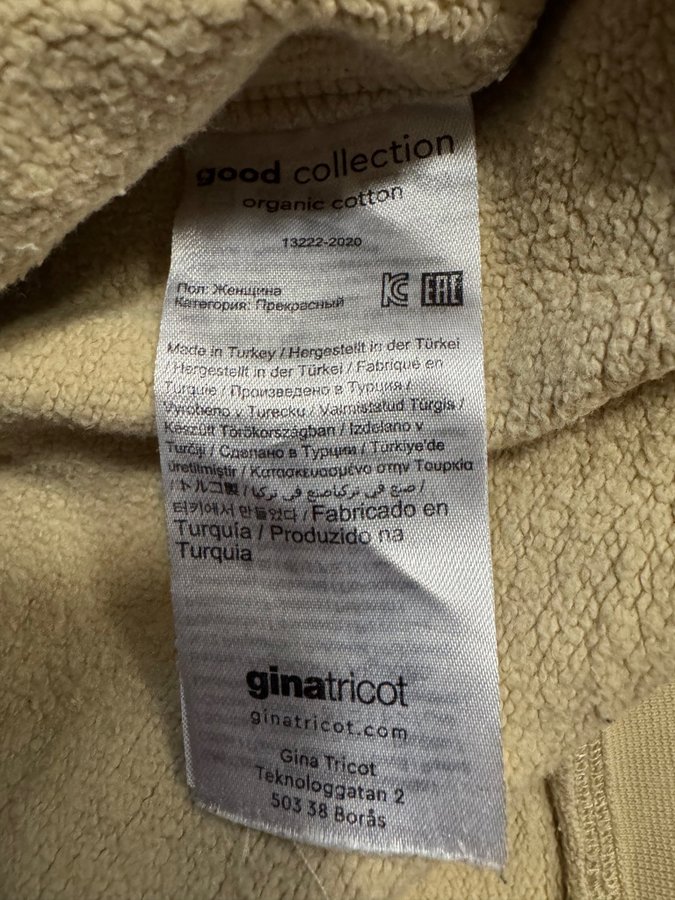 good collection
organic cotton
13222-2020
Пол: Женщина
Категория: Прекрасный
Made in Turkey / Hergestellt in der Türkei
/ Hergestellt in der Türkei / Fabriqué en
Turquie / Произведено в Турция /
Vyrobeno v Turecku / Valmistatud Türgis /
Készült Törökországban / Izdelano v
Turčiji / Сделано в Турции / Türkiye'de
üretilmiştir / Κατασκευασμένο στην Τουρκία
/ トルコ製 / صنع في تركياصنع في تركيا /
터키에서 만들었다 / Fabricado en
Turquía / Produzido na
Turquia
ginatricot
ginatricot.com
Gina Tricot
Teknologgatan 2
503 38 Borås